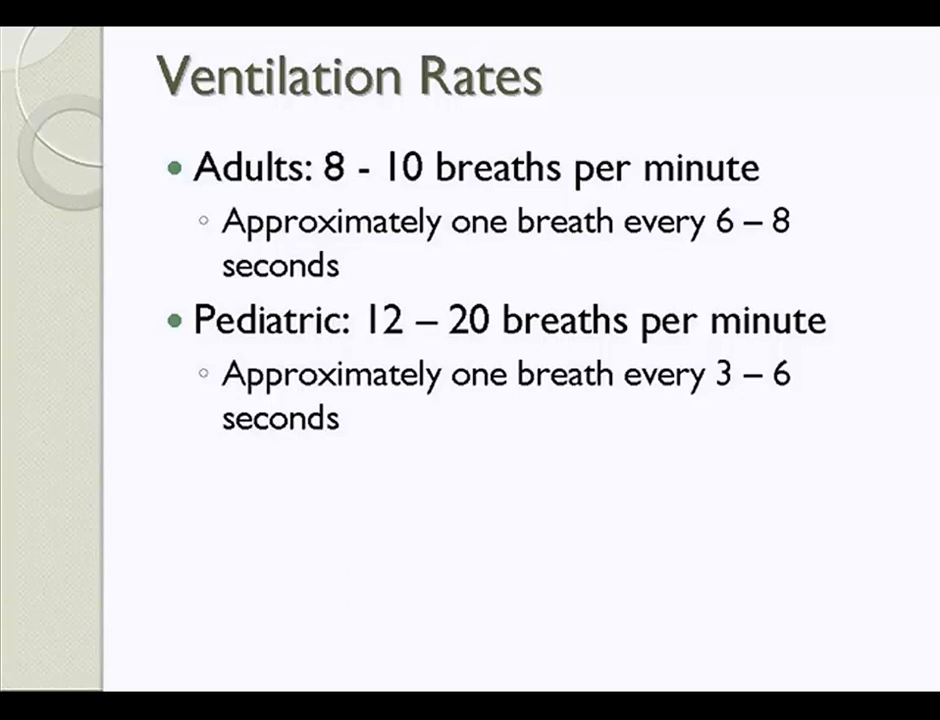 Ventilation Rates
• Adults: 8 - 10 breaths per minute
◦ Approximately one breath every 6 – 8
seconds
• Pediatric: 12 – 20 breaths per minute
◦ Approximately one breath every 3 – 6
seconds